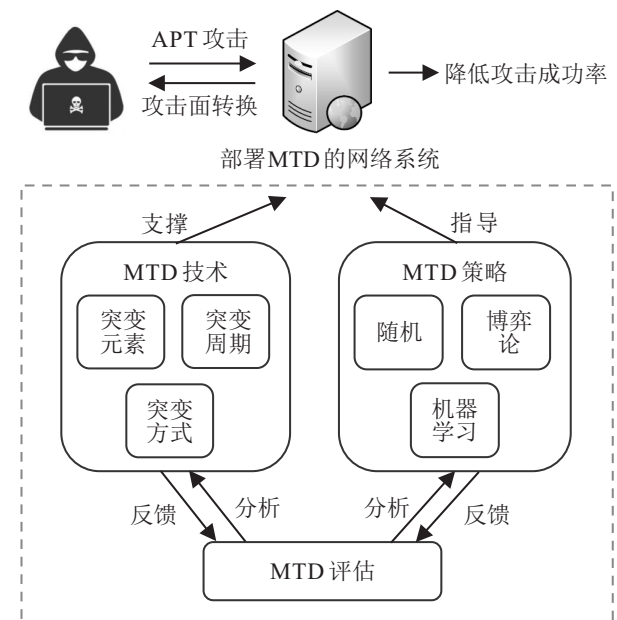 APT 攻击
攻击面转换
降低攻击成功率
部署MTD的网络系统
支撑
指导
MTD 技术
突变
元素
突变
周期
突变
方式
MTD 策略
随机
博弈
论
机器
学习
反馈
分析
分析
反馈
MTD 评估